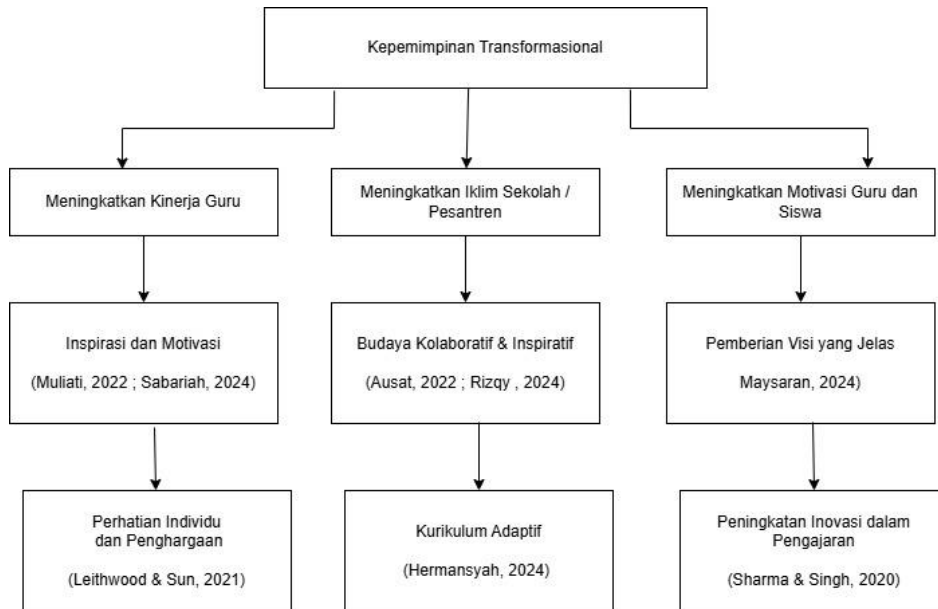 Kepemimpinan Transformasional
Meningkatkan Kinerja Guru
Meningkatkan Iklim Sekolah /
Pesantren
Meningkatkan Motivasi Guru dan
Siswa
Inspirasi dan Motivasi
(Muliati, 2022 ; Sabariah, 2024)
Budaya Kolaboratif & Inspiratif
(Ausat, 2022 ; Rizqy , 2024)
Pemberian Visi yang Jelas
Maysaran, 2024)
Perhatian Individu
dan Penghargaan
(Leithwood & Sun, 2021)
Kurikulum Adaptif
(Hermansyah, 2024)
Peningkatan Inovasi dalam
Pengajaran
(Sharma & Singh, 2020)